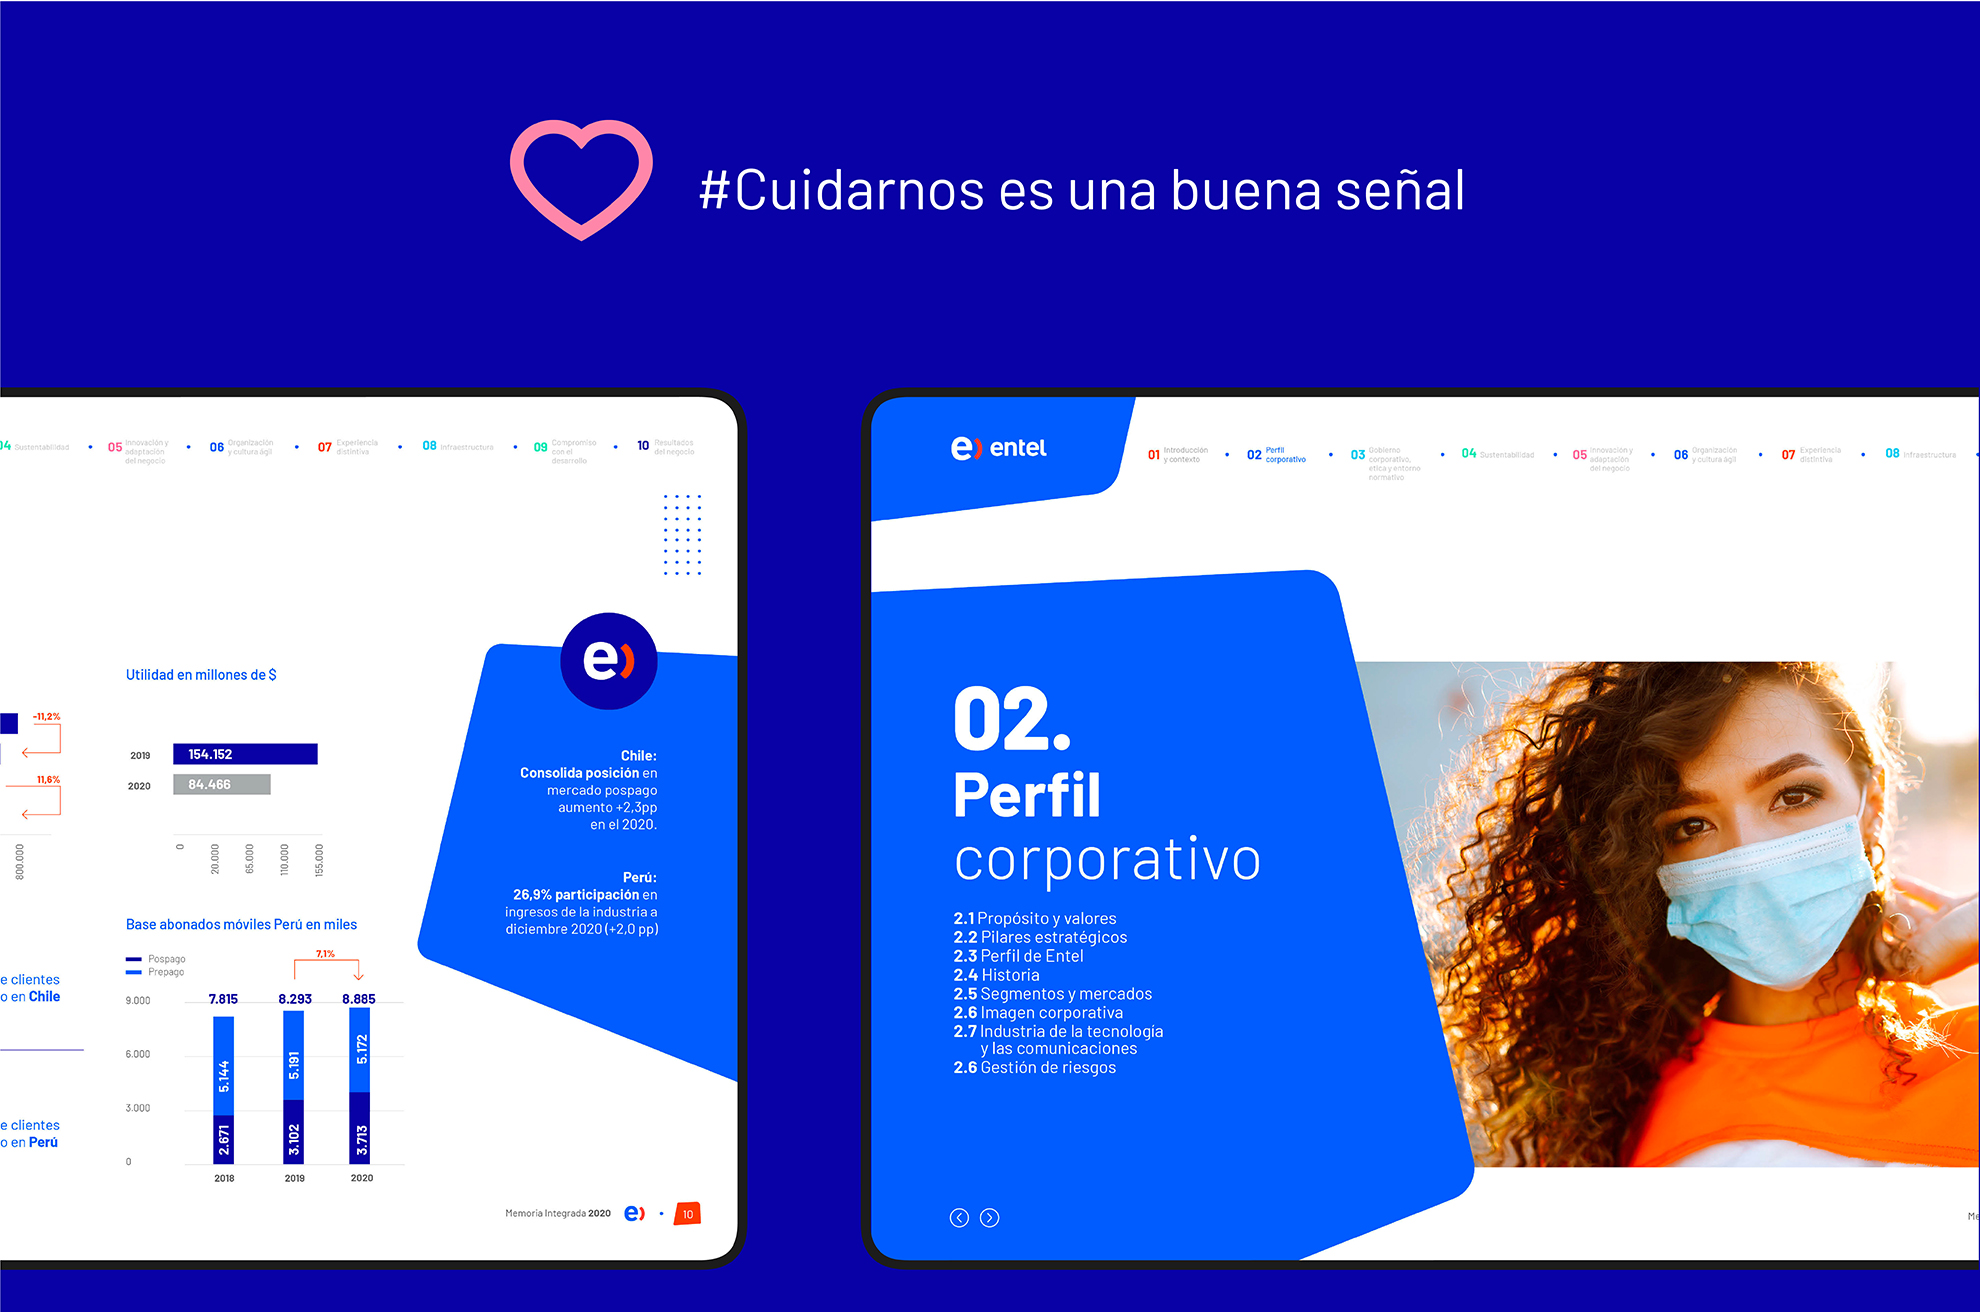 #Cuidarnos es una buena señal
04 Sustentabilidad
05 Innovación y
adaptación
del negocio
06 Organización
y cultura ágil
07 Experiencia
distintiva
08 Infraestructura
09 Compromiso
con el
desarrollo
10 Resultados
del negocio
-11,2%
11,6%
800.000
Utilidad en millones de $
2019 154.152
2020 84.466
0 20.000 65.000 110.000 155.000
e clientes
o en Chile
e clientes
o en Perú
Base abonados móviles Perú en miles
Pospago
Prepago
7,1%
9.000
6.000
3.000
0
7.815 8.293 8.885
5.144 5.191 5.172
2.671 3.102 3.713
2018 2019 2020
e)
Chile:
Consolida posición en
mercado pospago
aumento +2,3pp
en el 2020.
Perú:
26,9% participación en
ingresos de la industria a
diciembre 2020 (+2,0 pp)
Memoria Integrada 2020 e) • 10
e) entel
01 Introducción
y contexto
02 Perfil
corporativo
03 Gobierno
corporativo,
etica y entorno
normativo
04 Sustentabilidad
05 Innovación y
adaptación
del negocio
06 Organización
y cultura ágil
07 Experiencia
distintiva
08 Infraestructura
02.
Perfil
corporativo
2.1 Propósito y valores
2.2 Pilares estratégicos
2.3 Perfil de Entel
2.4 Historia
2.5 Segmentos y mercados
2.6 Imagen corporativa
2.7 Industria de la tecnología
y las comunicaciones
2.6 Gestión de riesgos
Me